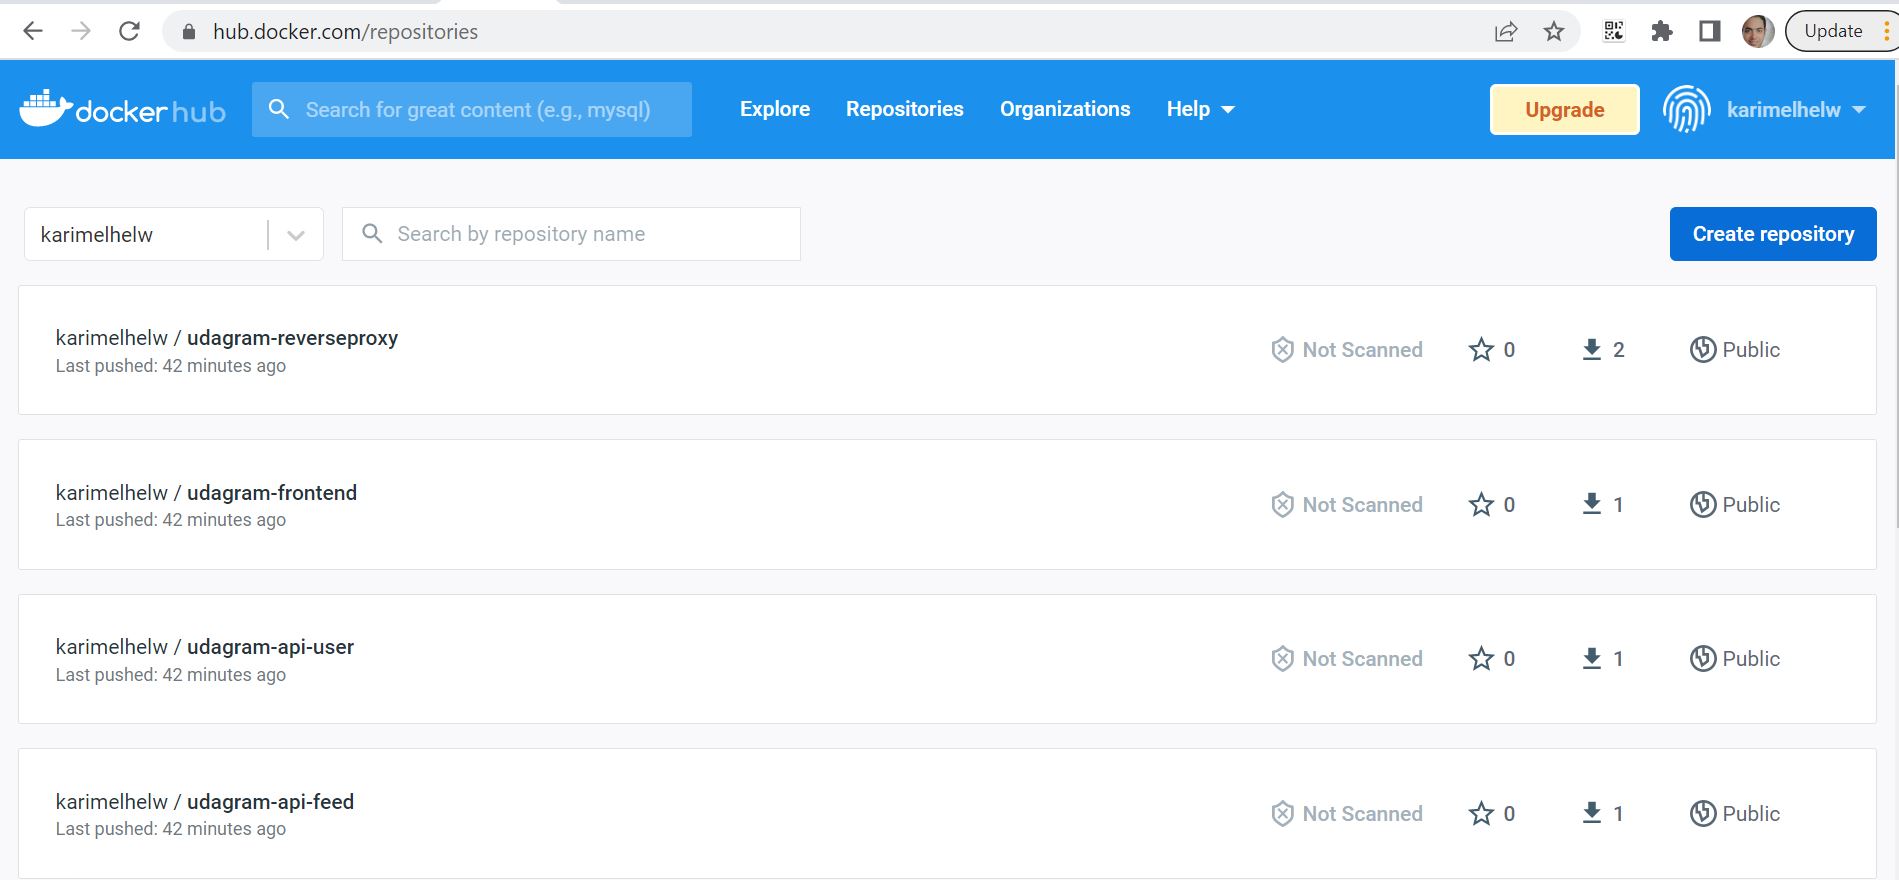 hub.docker.com/repositories
Update
docker hub
Search for great content (e.g., mysql)
Explore
Repositories
Organizations
Help
Upgrade
karimelhelw
karimelhelw
Search by repository name
Create repository
karimelhelw / udagram-reverseproxy
Last pushed: 42 minutes ago
Not Scanned
0
2
Public
karimelhelw / udagram-frontend
Last pushed: 42 minutes ago
Not Scanned
0
1
Public
karimelhelw / udagram-api-user
Last pushed: 42 minutes ago
Not Scanned
0
1
Public
karimelhelw / udagram-api-feed
Last pushed: 42 minutes ago
Not Scanned
0
1
Public